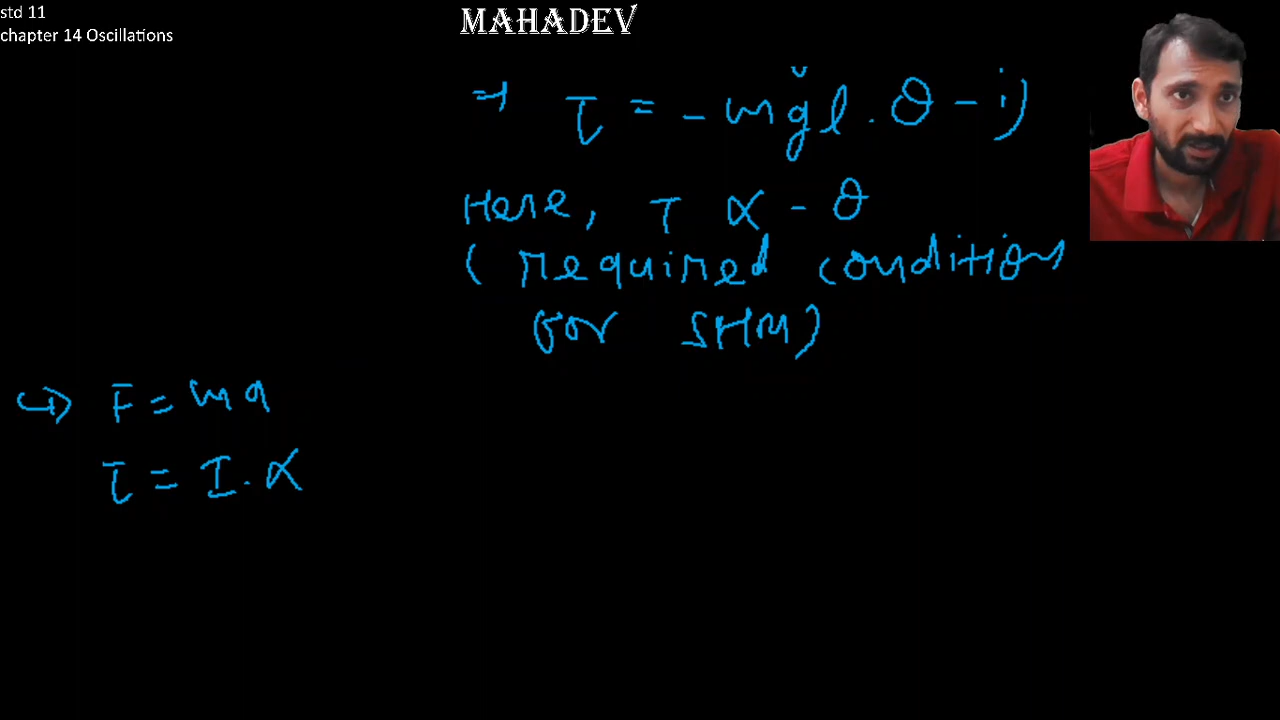 std 11
chapter 14 Oscillations
MAHADEV
⇒ τ = - mgl . θ - i)
Here, τ ∝ - θ
( required condition
for SHM)
↪ F = ma
τ = I . α